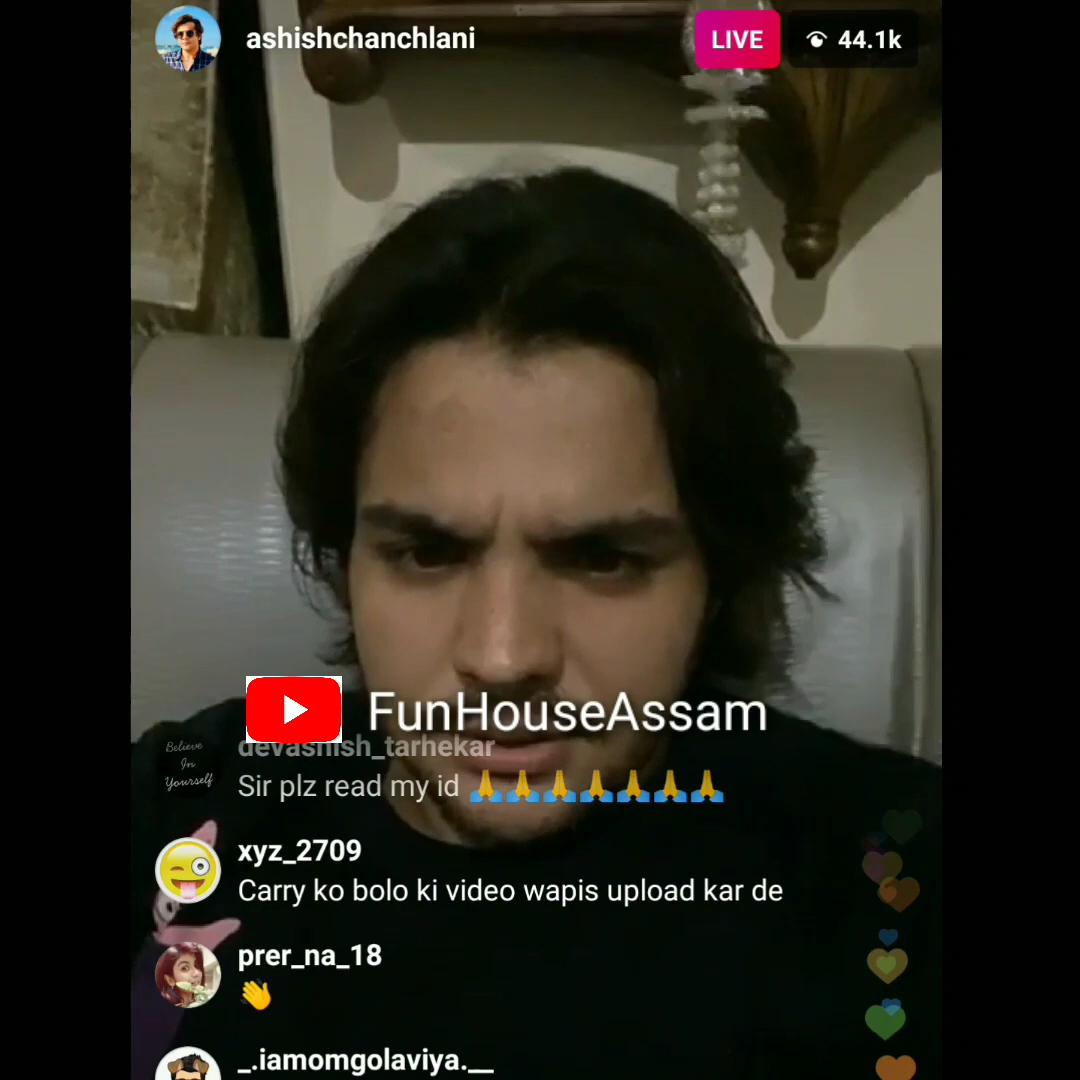 ashishchanchlani
LIVE
44.1k
FunHouseAssam
Believe
In
Yourself
devashish_tarhekar
Sir plz read my id 🙏🙏🙏🙏🙏🙏🙏
xyz_2709
Carry ko bolo ki video wapis upload kar de
prer_na_18
👋
_.iamomgolaviya.__